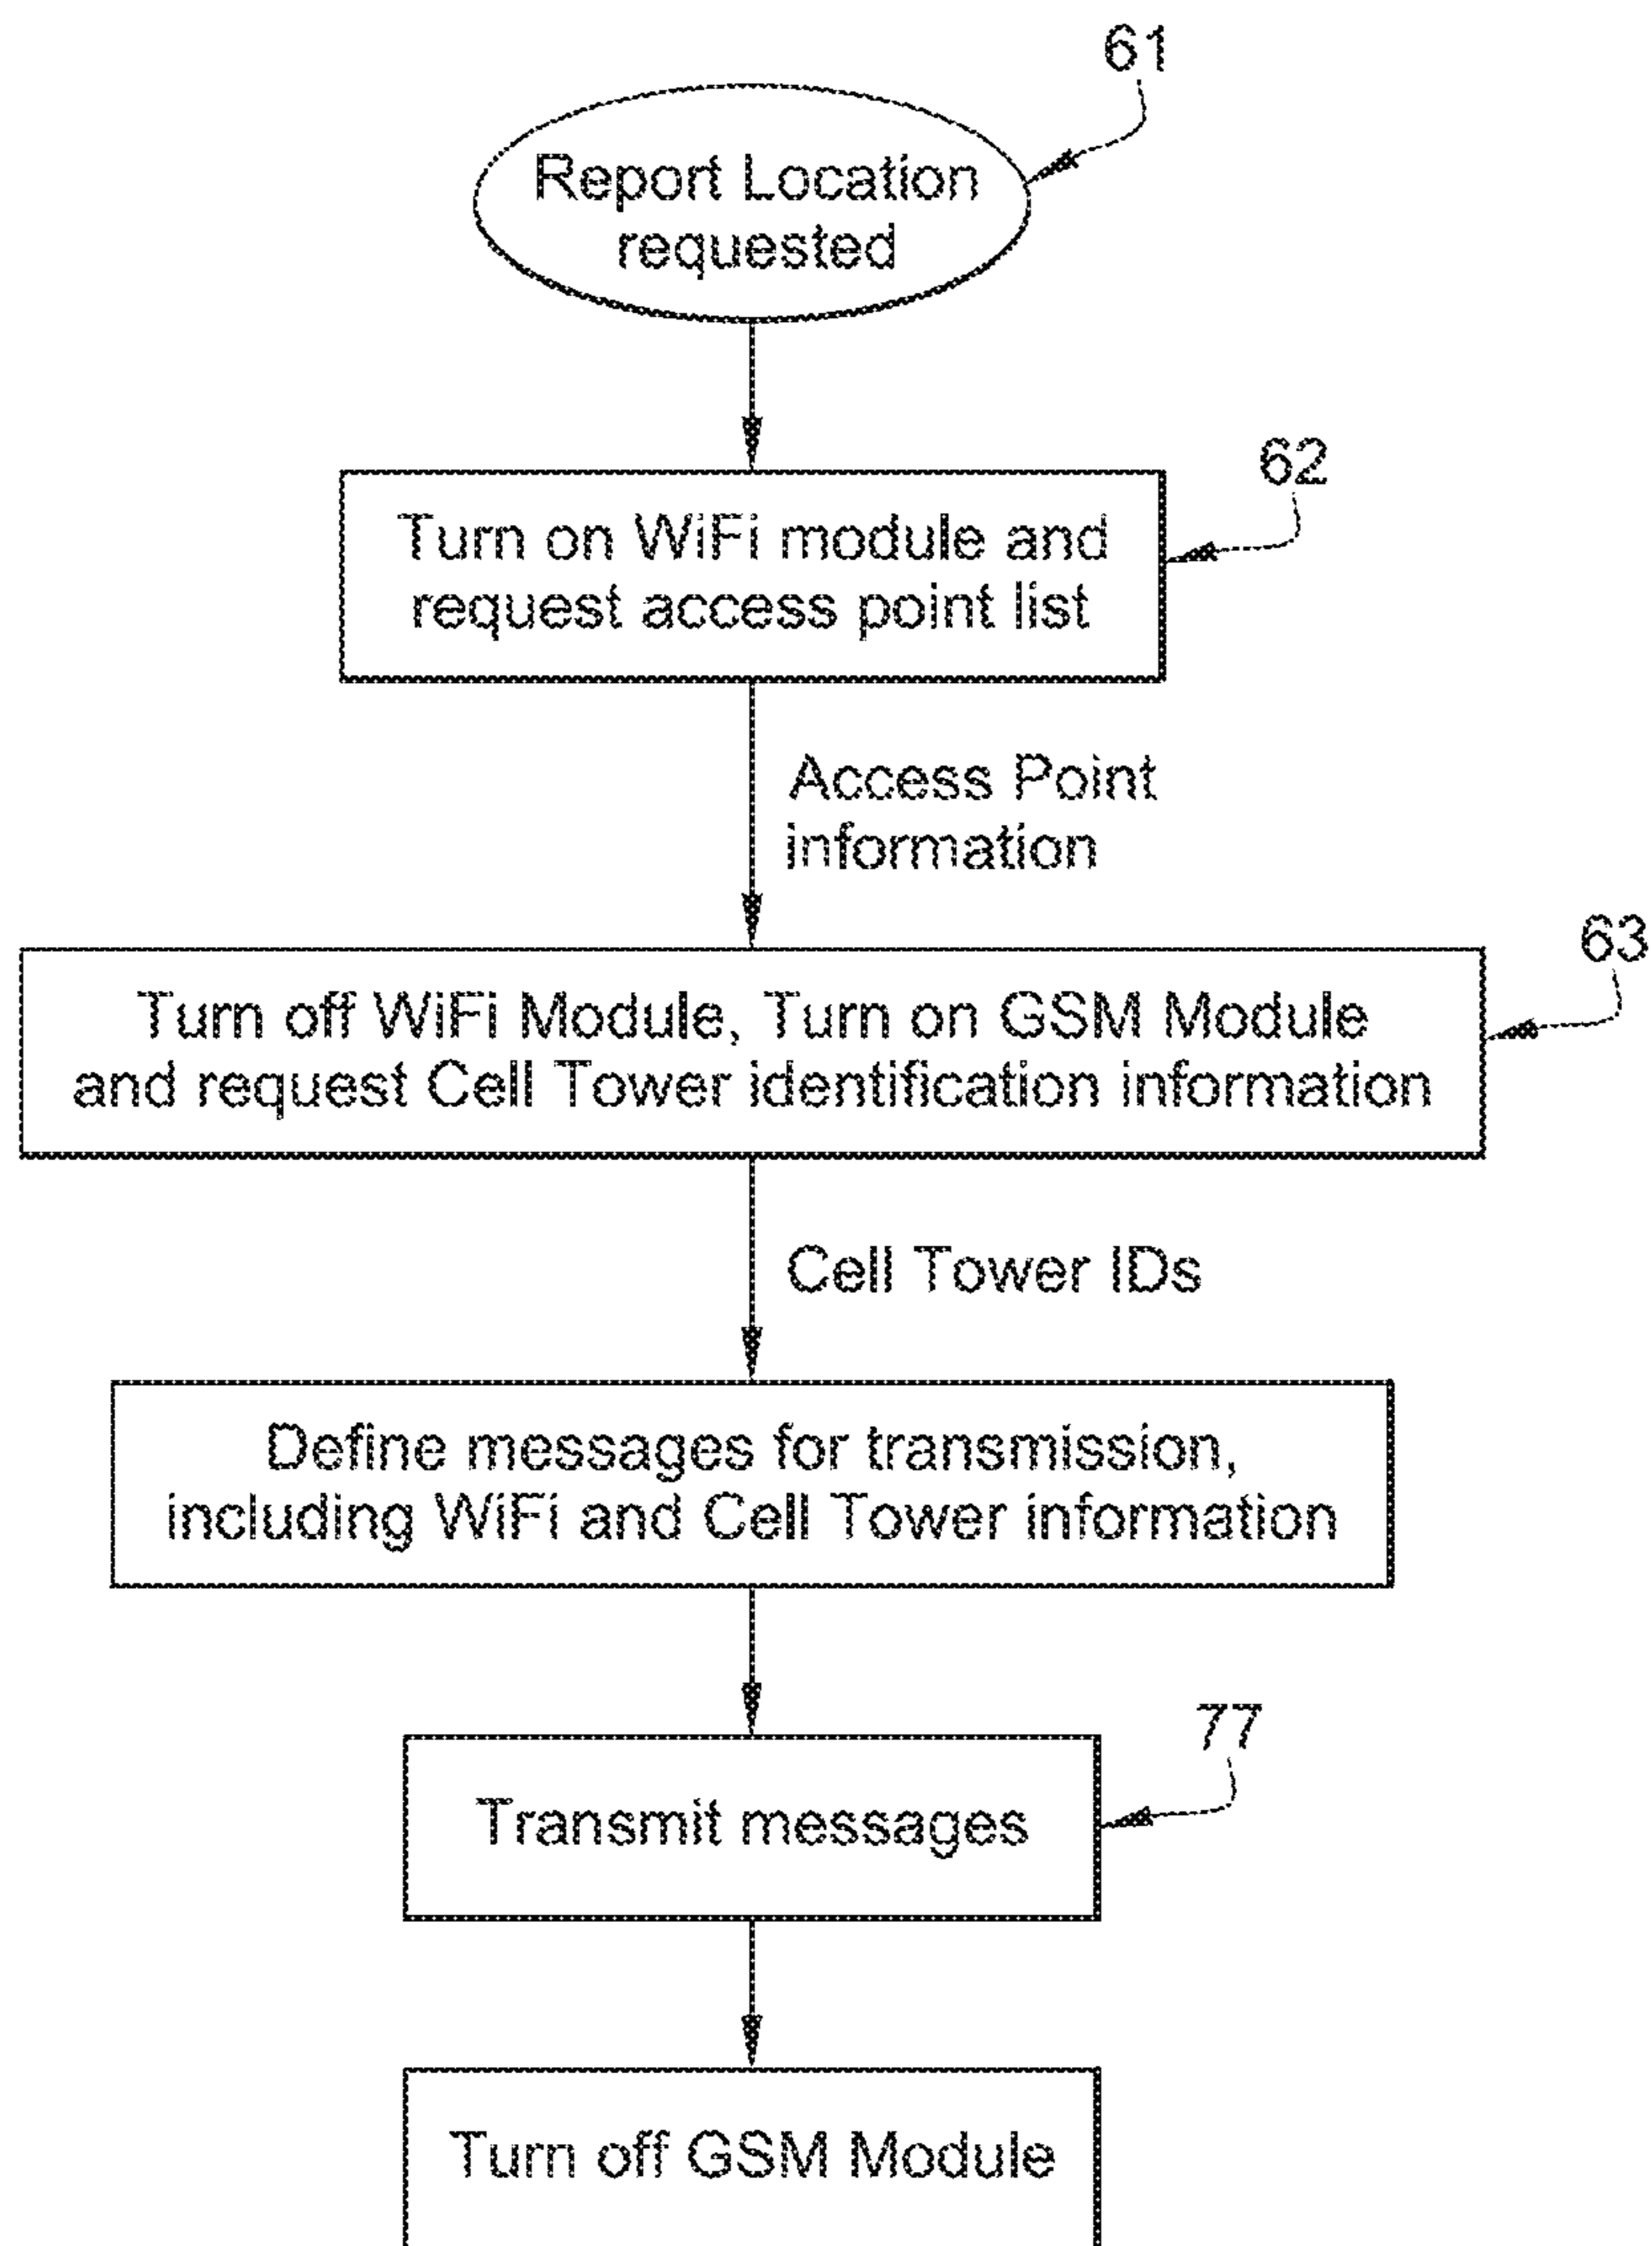 61
Report Location
requested
62
Turn on WiFi module and
request access point list
Access Point
information
63
Turn off WiFi Module, Turn on GSM Module
and request Cell Tower identification information
Cell Tower IDs
Define messages for transmission,
including WiFi and Cell Tower information
77
Transmit messages
Turn off GSM Module